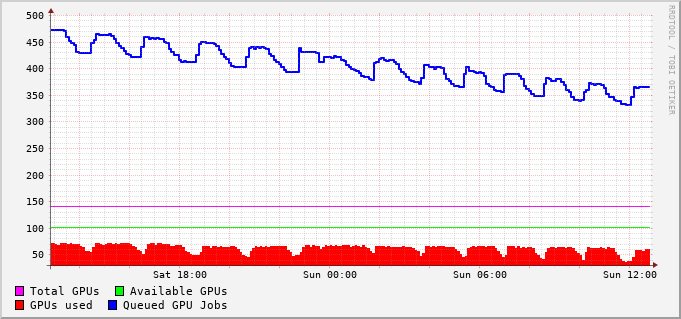 500
450
400
350
300
250
200
150
100
50
Sat 18:00 Sun 00:00 Sun 06:00 Sun 12:00
Total GPUs Available GPUs
GPUs used Queued GPU Jobs
RRDTOOL / TOBI OETIKER